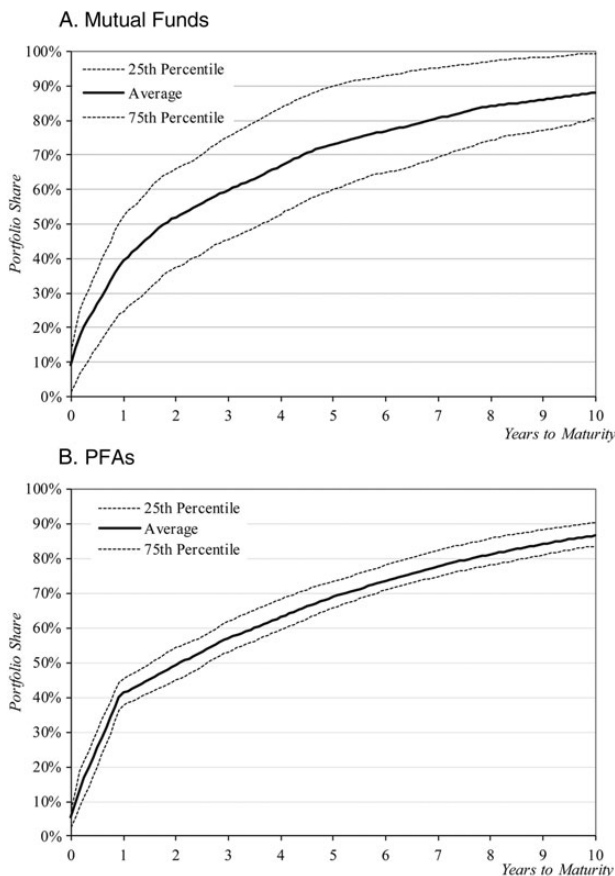 A. Mutual Funds
100%
90%
80%
70%
60%
50%
40%
30%
20%
10%
0%
Portfolio Share
25th Percentile
Average
75th Percentile
0 1 2 3 4 5 6 7 8 9 10
Years to Maturity
B. PFAs
100%
90%
80%
70%
60%
50%
40%
30%
20%
10%
0%
Portfolio Share
25th Percentile
Average
75th Percentile
0 1 2 3 4 5 6 7 8 9 10
Years to Maturity